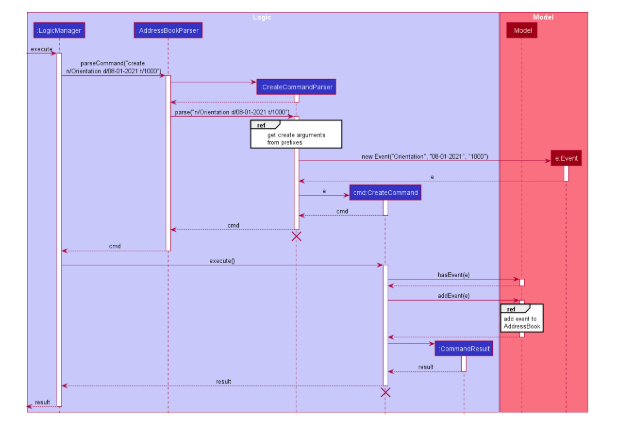 Logic
Model
:LogicManager
:AddressBookParser
:Model
execute
parseCommand("create
n/Orientation d/08-01-2021 t/1000")
:CreateCommandParser
parse("n/Orientation d/08-01-2021 t/1000")
ref
get create arguments
from prefixes
new Event("Orientation", "08-01-2021", "1000")
e:Event
e
e
cmd:CreateCommand
cmd
cmd
cmd
execute()
hasEvent(e)
addEvent(e)
ref
add event to
AddressBook
:CommandResult
result
result
result